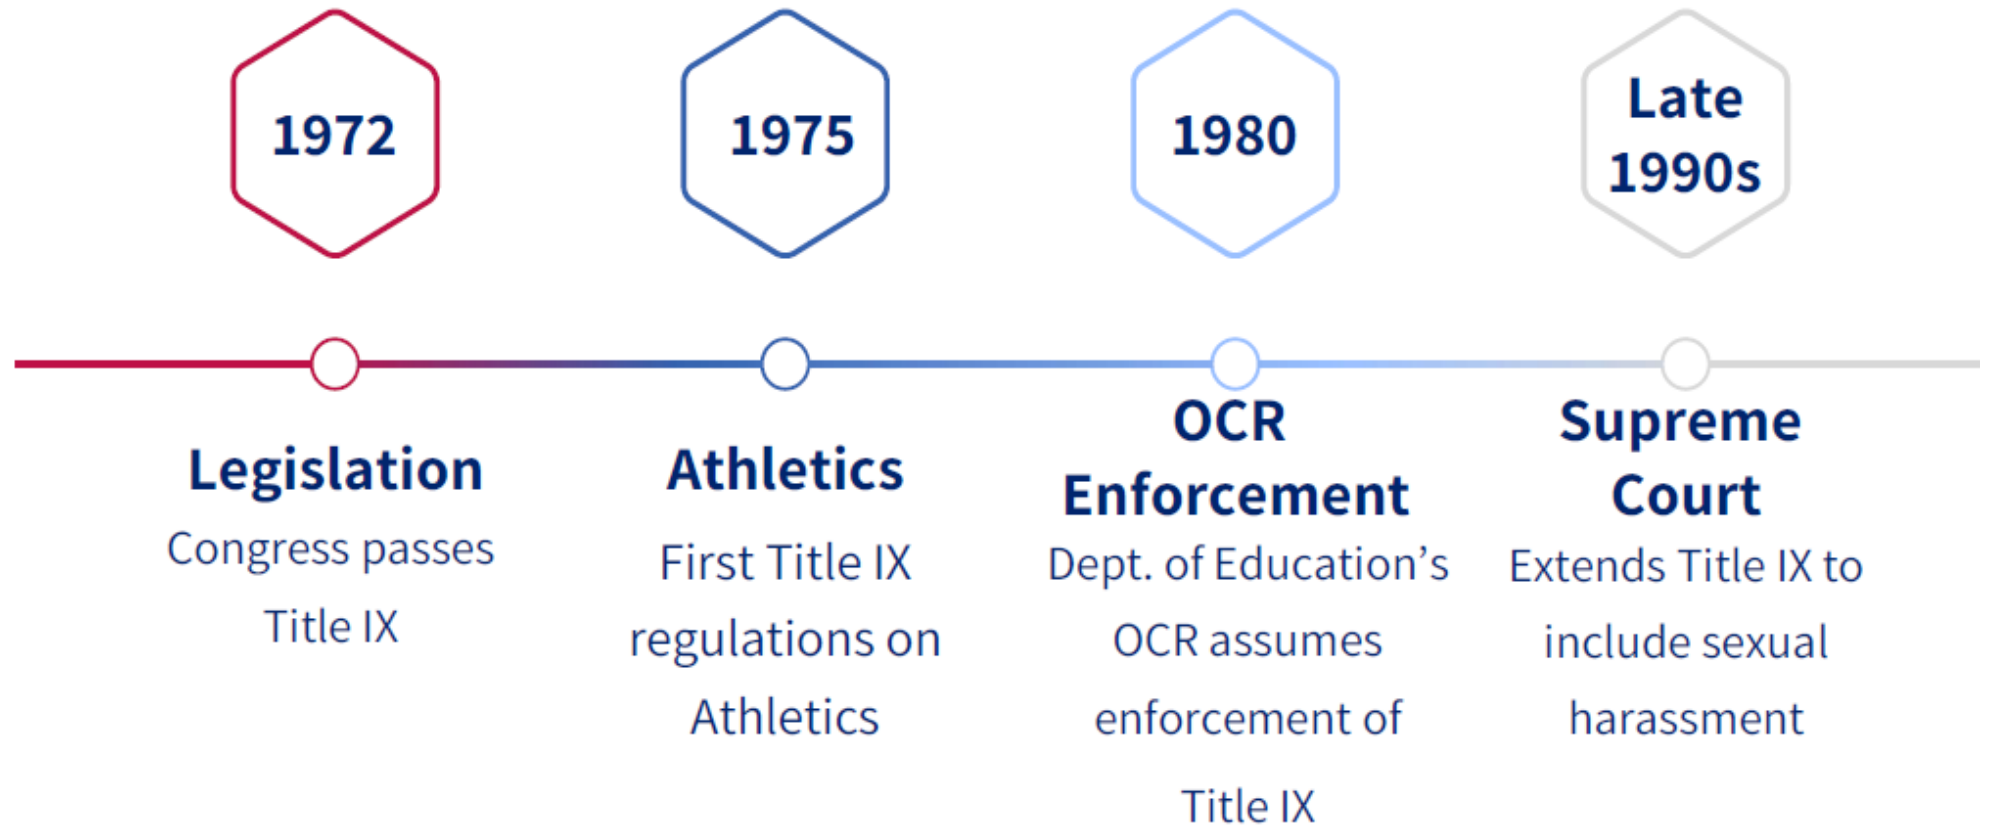 1972
Legislation
Congress passes
Title IX
1975
Athletics
First Title IX
regulations on
Athletics
1980
OCR
Enforcement
Dept. of Education’s
OCR assumes
enforcement of
Title IX
Late
1990s
Supreme
Court
Extends Title IX to
include sexual
harassment